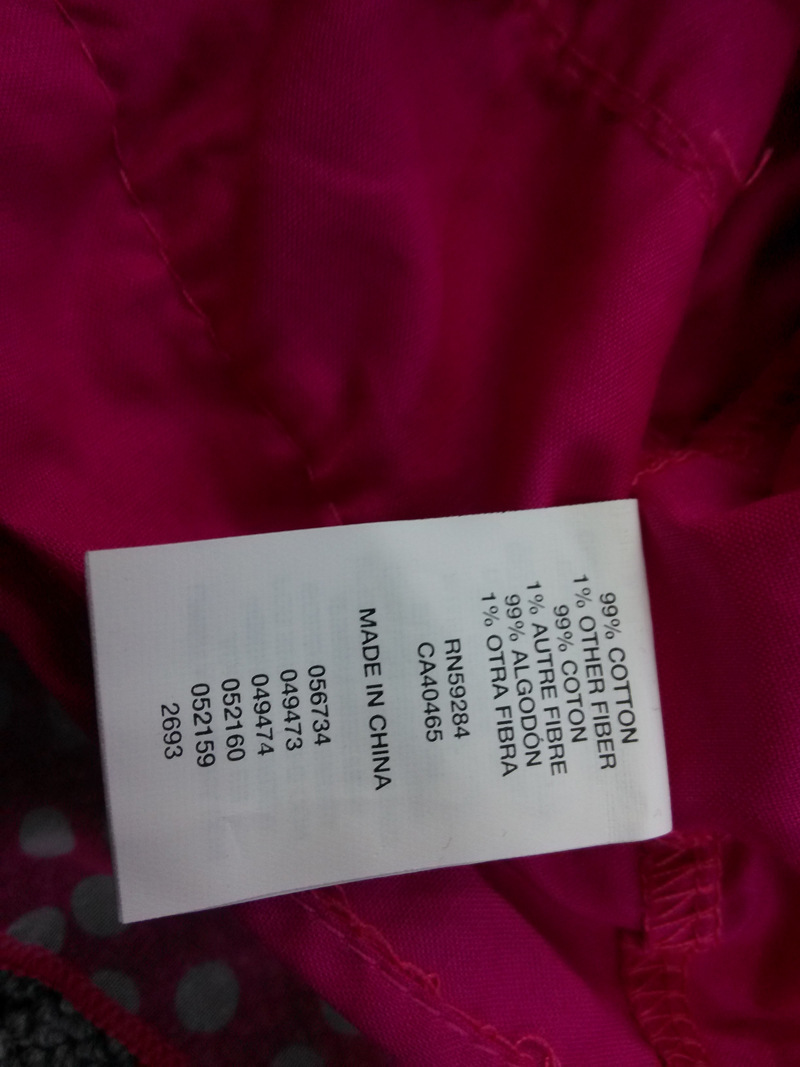 99% COTTON
1% OTHER FIBER
99% COTON
1% AUTRE FIBRE
99% ALGODÓN
1% OTRA FIBRA
RN59284
CA40465
MADE IN CHINA
056734
049473
049474
052160
052159
2693